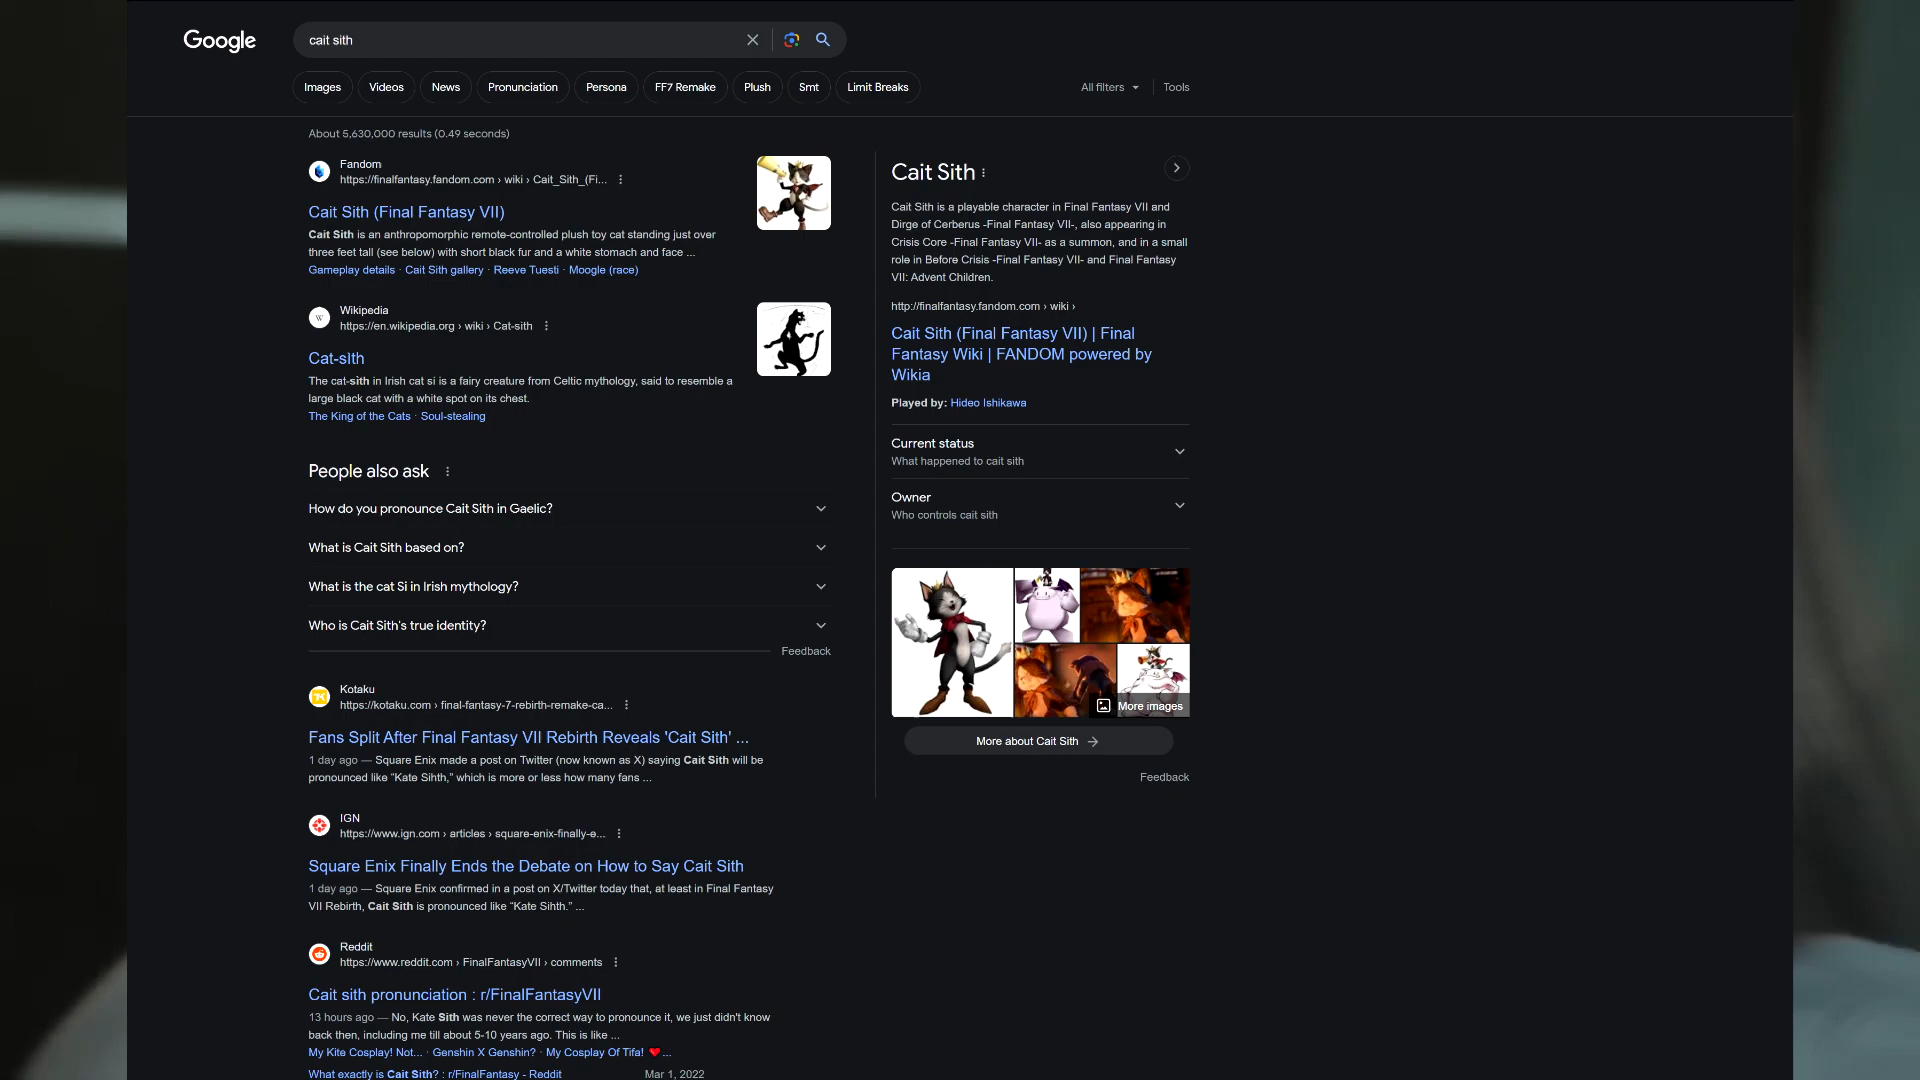 Google
cait sith
Images
Videos
News
Pronunciation
Persona
FF7 Remake
Plush
Smt
Limit Breaks
All filters
Tools
About 5,630,000 results (0.49 seconds)
Fandom
https://finalfantasy.fandom.com › wiki › Cait_Sith_(Fi...
Cait Sith (Final Fantasy VII)
Cait Sith is an anthropomorphic remote-controlled plush toy cat standing just over
three feet tall (see below) with short black fur and a white stomach and face ...
Gameplay details · Cait Sith gallery · Reeve Tuesti · Moogle (race)
W
Wikipedia
https://en.wikipedia.org › wiki › Cat-sith
Cat-sìth
The cat-sìth in Irish cat sí is a fairy creature from Celtic mythology, said to resemble a
large black cat with a white spot on its chest.
The King of the Cats · Soul-stealing
People also ask
How do you pronounce Cait Sith in Gaelic?
What is Cait Sith based on?
What is the cat Si in Irish mythology?
Who is Cait Sith's true identity?
Feedback
Kotaku
https://kotaku.com › final-fantasy-7-rebirth-remake-ca...
Fans Split After Final Fantasy VII Rebirth Reveals 'Cait Sith' ...
1 day ago — Square Enix made a post on Twitter (now known as X) saying Cait Sith will be
pronounced like “Kate Sihth,” which is more or less how many fans ...
IGN
https://www.ign.com › articles › square-enix-finally-e...
Square Enix Finally Ends the Debate on How to Say Cait Sith
1 day ago — Square Enix confirmed in a post on X/Twitter today that, at least in Final Fantasy
VII Rebirth, Cait Sith is pronounced like “Kate Sihth.” ...
Reddit
https://www.reddit.com › FinalFantasyVII › comments
Cait sith pronunciation : r/FinalFantasyVII
13 hours ago — No, Kate Sith was never the correct way to pronounce it, we just didn't know
back then, including me till about 5-10 years ago. This is like ...
My Kite Cosplay! Not... · Genshin X Genshin? · My Cosplay Of Tifa! ❤️...
What exactly is Cait Sith? : r/FinalFantasy - Reddit
Mar 1, 2022
Cait Sith
Cait Sith is a playable character in Final Fantasy VII and
Dirge of Cerberus -Final Fantasy VII-, also appearing in
Crisis Core -Final Fantasy VII- as a summon, and in a small
role in Before Crisis -Final Fantasy VII- and Final Fantasy
VII: Advent Children.
http://finalfantasy.fandom.com › wiki ›
Cait Sith (Final Fantasy VII) | Final
Fantasy Wiki | FANDOM powered by
Wikia
Played by: Hideo Ishikawa
Current status
What happened to cait sith
Owner
Who controls cait sith
More images
More about Cait Sith
Feedback